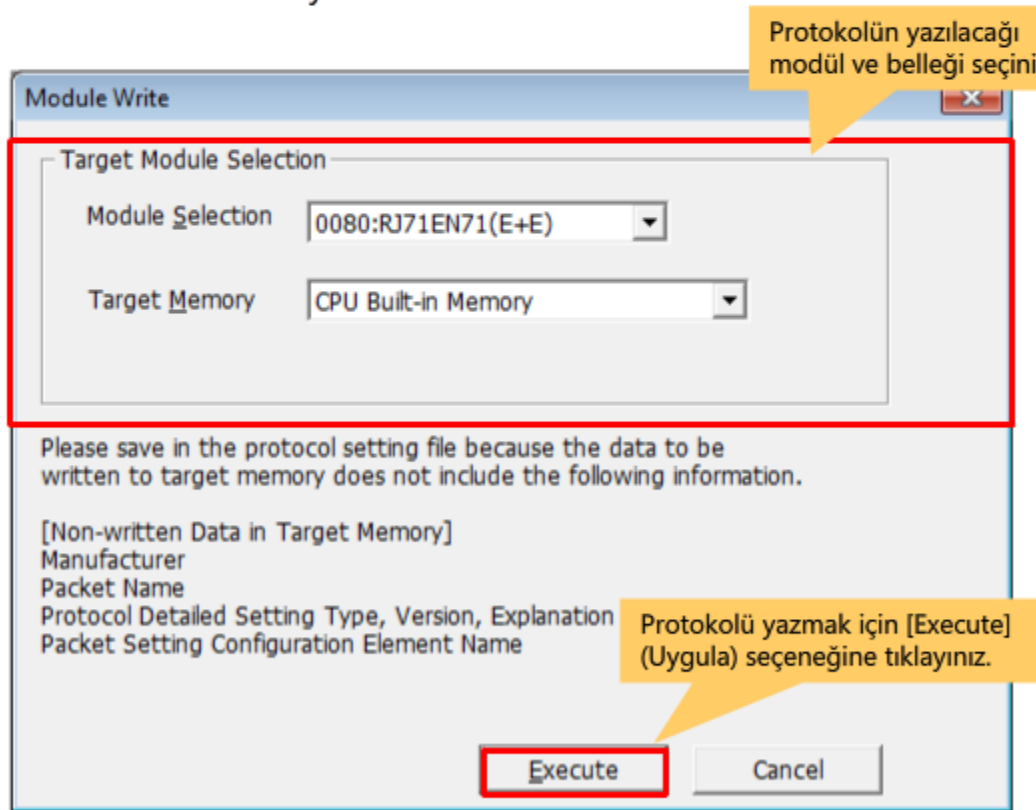 Protokolün yazılacağı
modül ve belleği seçini
Module Write
Target Module Selection
Module Selection
0080:RJ71EN71(E+E)
Target Memory
CPU Built-in Memory
Please save in the protocol setting file because the data to be
written to target memory does not include the following information.
[Non-written Data in Target Memory]
Manufacturer
Packet Name
Protocol Detailed Setting Type, Version, Explanation
Packet Setting Configuration Element Name
Protokolü yazmak için [Execute]
(Uygula) seçeneğine tıklayınız.
Execute
Cancel